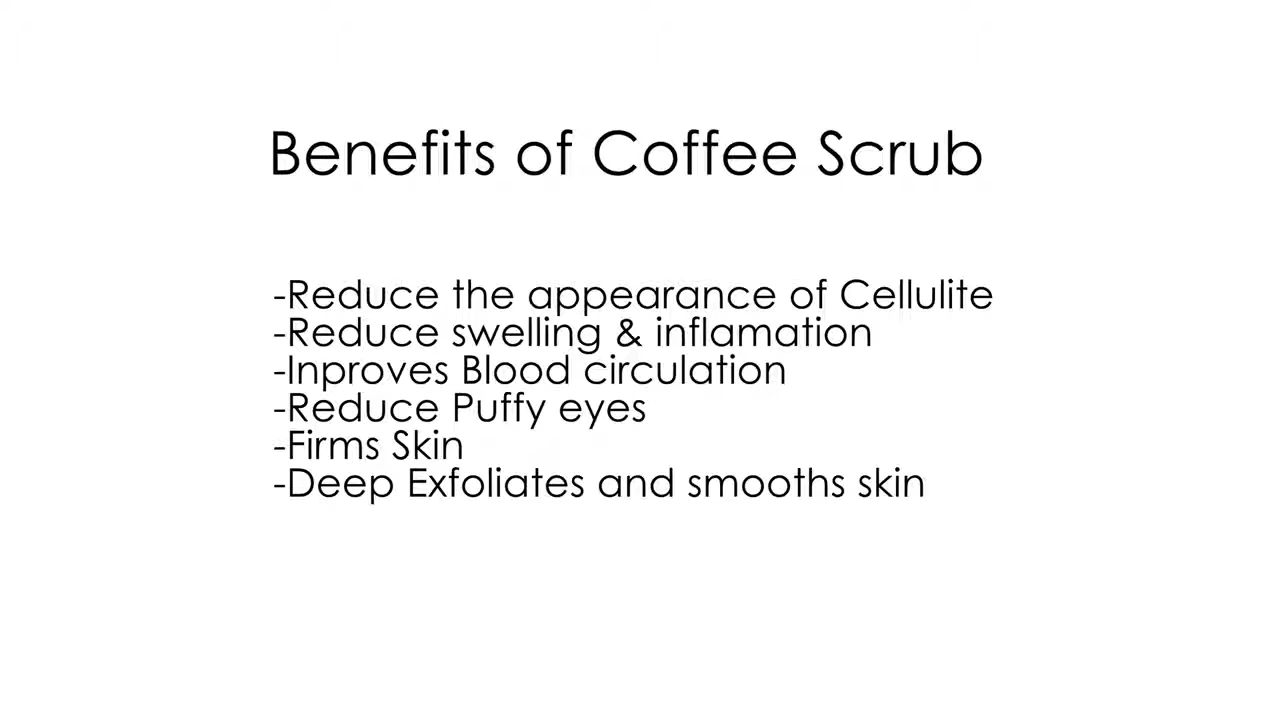 Benefits of Coffee Scrub
-Reduce the appearance of Cellulite
-Reduce swelling & inflamation
-Inproves Blood circulation
-Reduce Puffy eyes
-Firms Skin
-Deep Exfoliates and smooths skin